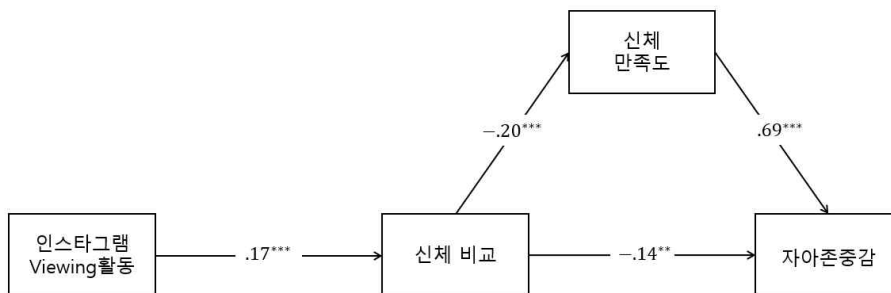 신체
만족도
−.20***
.69***
인스타그램
Viewing활동
.17***
신체 비교
−.14**
자아존중감